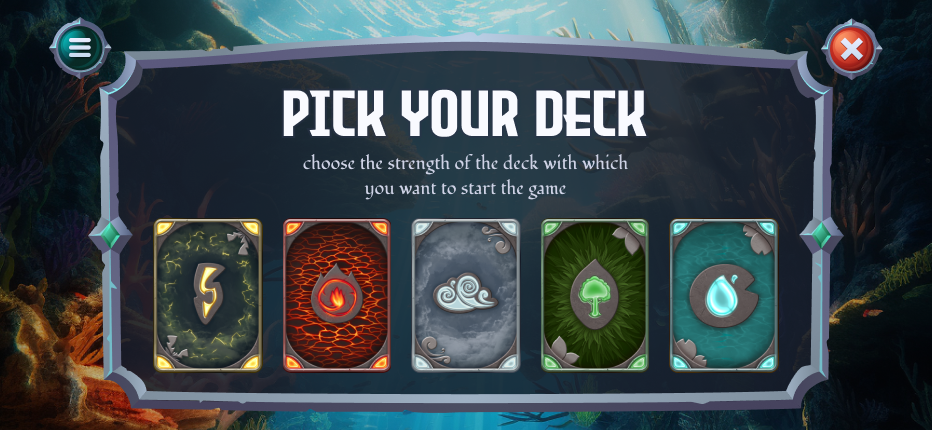 PICK YOUR DECK
choose the strength of the deck with which
you want to start the game